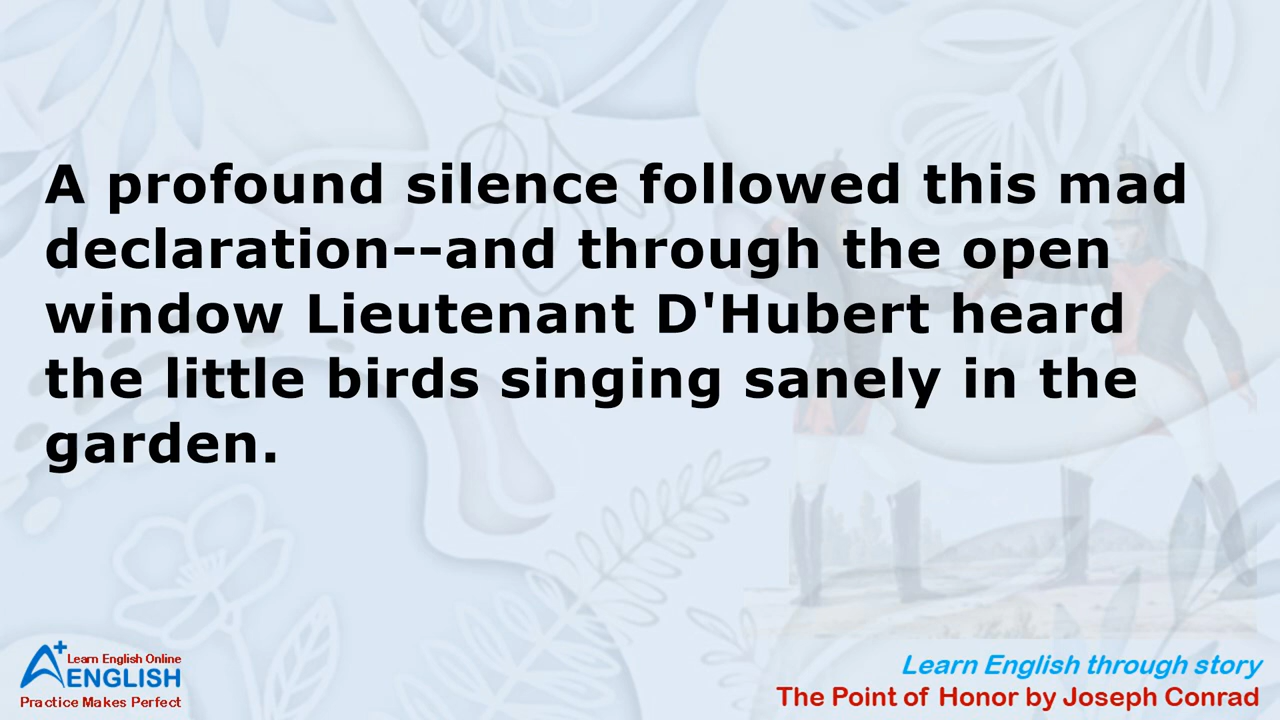 A profound silence followed this mad
declaration--and through the open
window Lieutenant D'Hubert heard
the little birds singing sanely in the
garden.
A+ Learn English Online
ENGLISH
Practice Makes Perfect
Learn English through story
The Point of Honor by Joseph Conrad